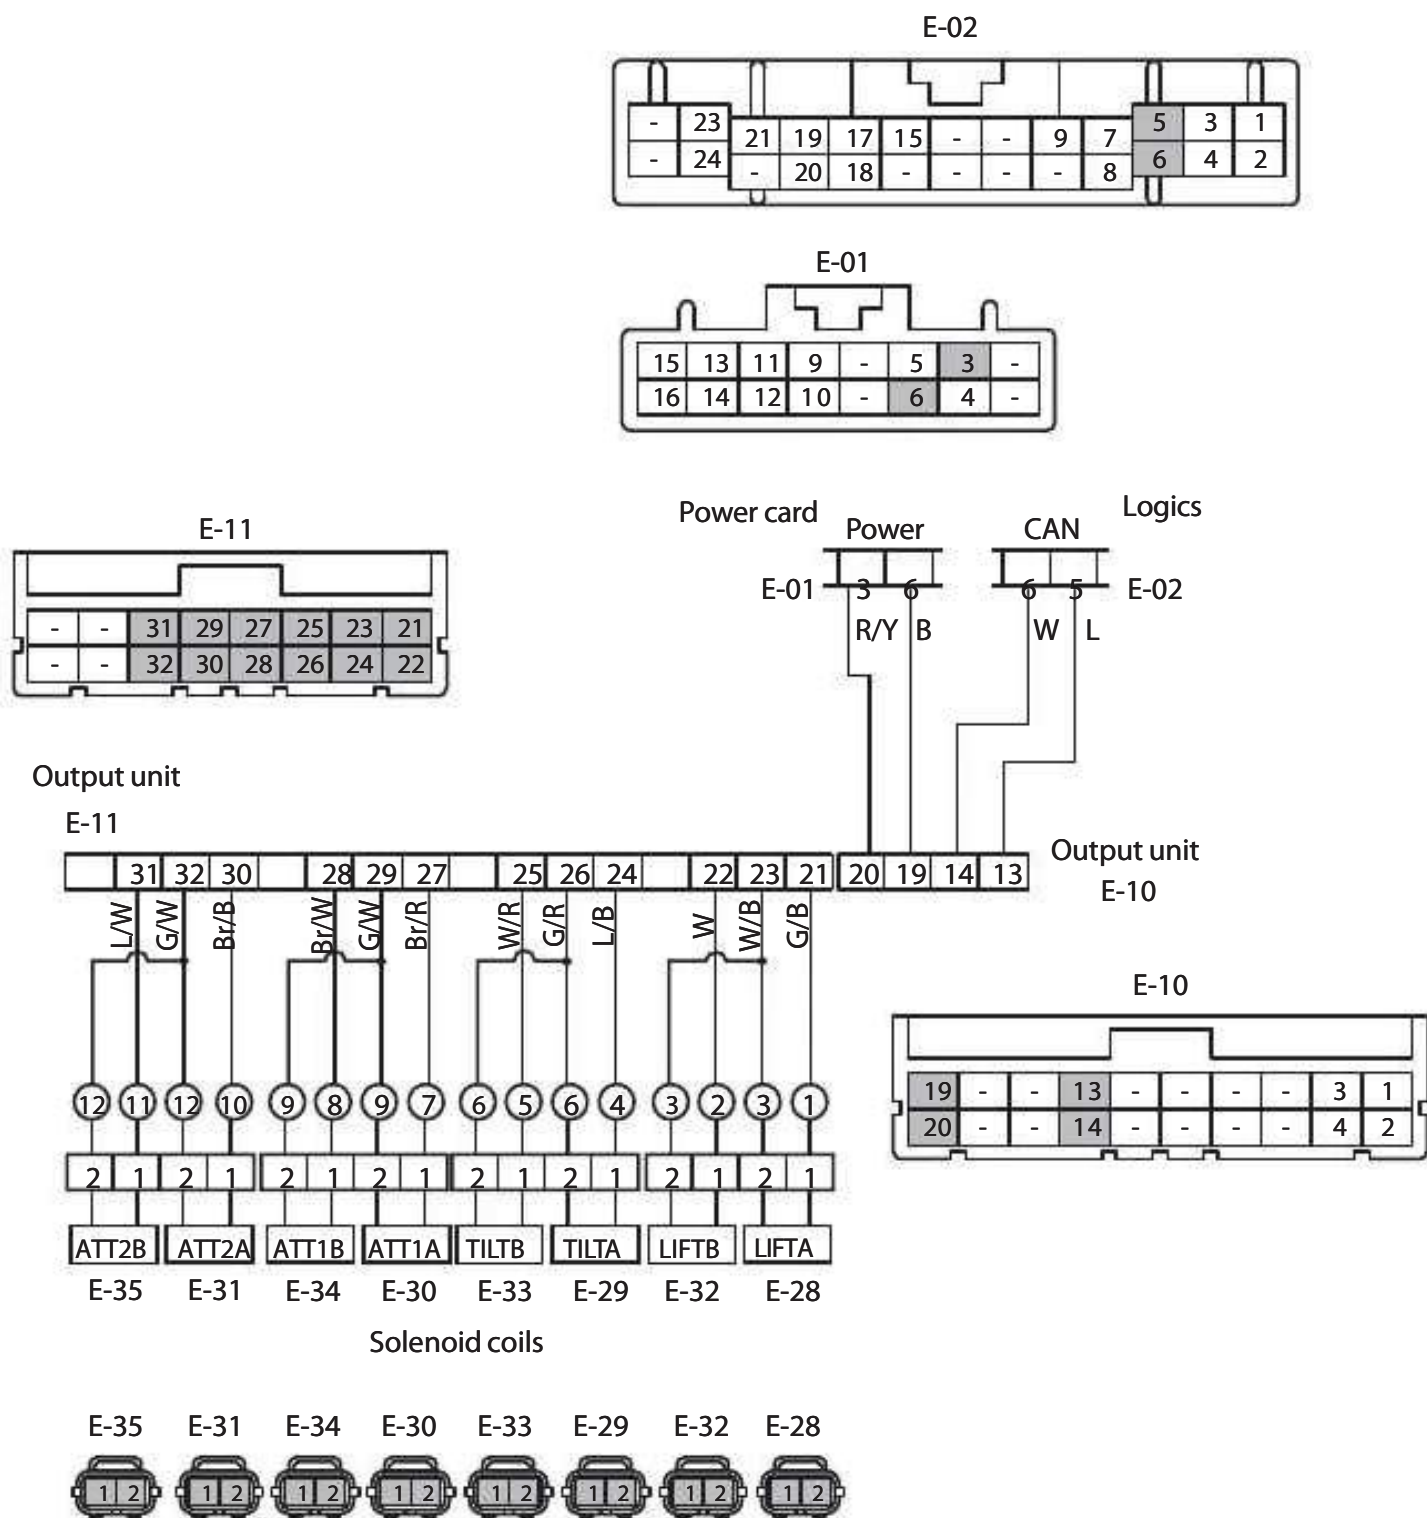 E-02
- 23 21 19 17 15 - - 9 7 5 3 1
- 24 - 20 18 - - - - 8 6 4 2
E-01
15 13 11 9 - 5 3 -
16 14 12 10 - 6 4 -
Power card
Power
CAN
Logics
E-01
3 6
6 5
E-02
R/Y B W L
E-11
- - 31 29 27 25 23 21
- - 32 30 28 26 24 22
Output unit
E-11
31 32 30 28 29 27 25 26 24 22 23 21 20 19 14 13
Output unit
E-10
L/W G/W Br/B Br/W G/W Br/R W/R G/R L/B W W/B G/B
E-10
19 - - 13 - - - - 3 1
20 - - 14 - - - - 4 2
12 11 12 10 9 8 9 7 6 5 6 4 3 2 3 1
2 1 2 1 2 1 2 1 2 1 2 1 2 1 2 1
ATT2B ATT2A ATT1B ATT1A TILTB TILTA LIFTB LIFTA
E-35 E-31 E-34 E-30 E-33 E-29 E-32 E-28
Solenoid coils
E-35 E-31 E-34 E-30 E-33 E-29 E-32 E-28
1 2 1 2 1 2 1 2 1 2 1 2 1 2 1 2